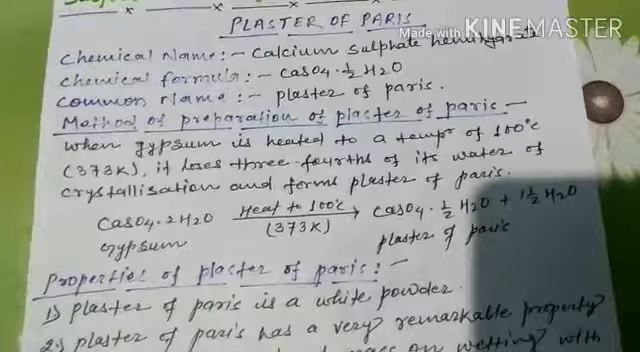 PLASTER OF PARIS
Made with KINEMASTER
Chemical Name:- Calcium sulphate
Chemical formula:- CaSO4·½H2O
Common Name:- plaster of paris.
Method of preparation of plaster of paris-
when gypsum is heated to a temp of 100°C
(373K), it loses three-fourths of its water of
crystallisation and forms plaster of paris.
CaSO4·2H2O Heat to 100°C → CaSO4·½H2O + 1½H2O
(373K)
Gypsum plaster of paris
Properties of plaster of paris:-
1) plaster of paris is a white powder.
2) plaster of paris has a very remarkable property
on wetting with